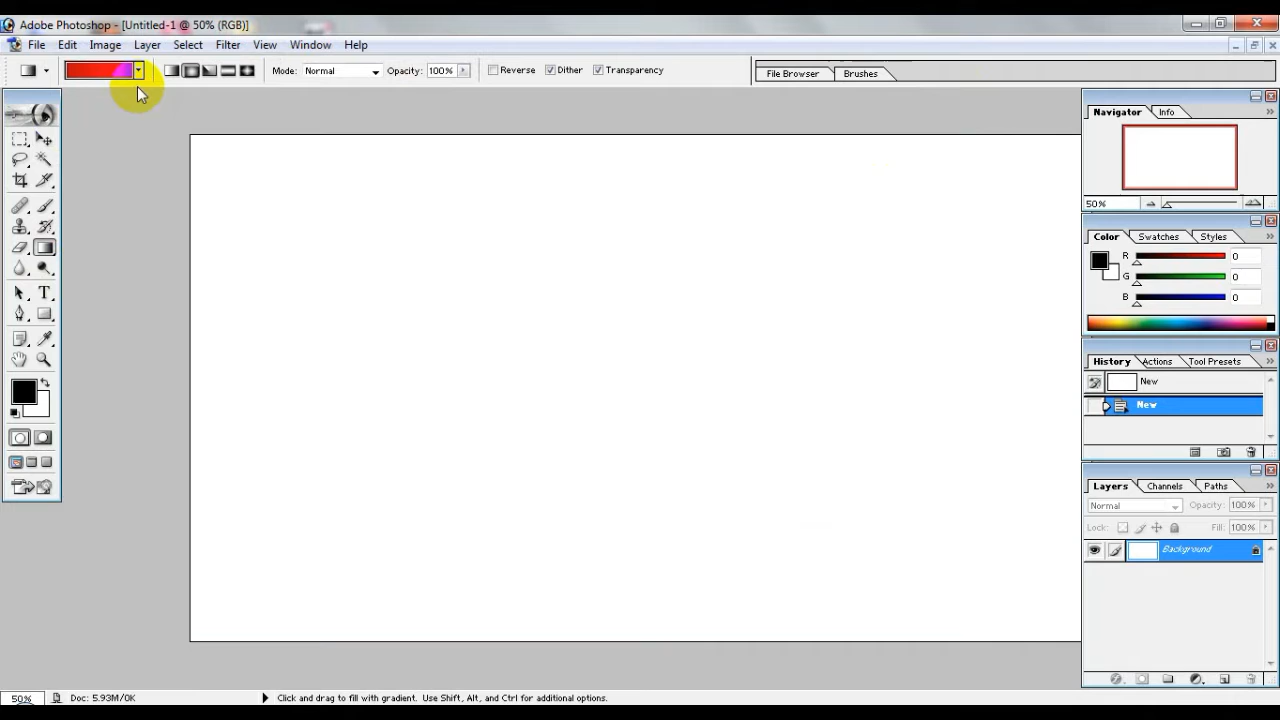 Adobe Photoshop - [Untitled-1 @ 50% (RGB)]
File Edit Image Layer Select Filter View Window Help
Mode: Normal Opacity: 100% Reverse Dither Transparency File Browser Brushes
Navigator Info
50%
Color Swatches Styles
R 0
G 0
B 0
History Actions Tool Presets
New
New
Layers Channels Paths
Normal Opacity: 100%
Lock: Fill: 100%
Background
50% Doc: 5.93M/0K Click and drag to fill with gradient. Use Shift, Alt, and Ctrl for additional options.